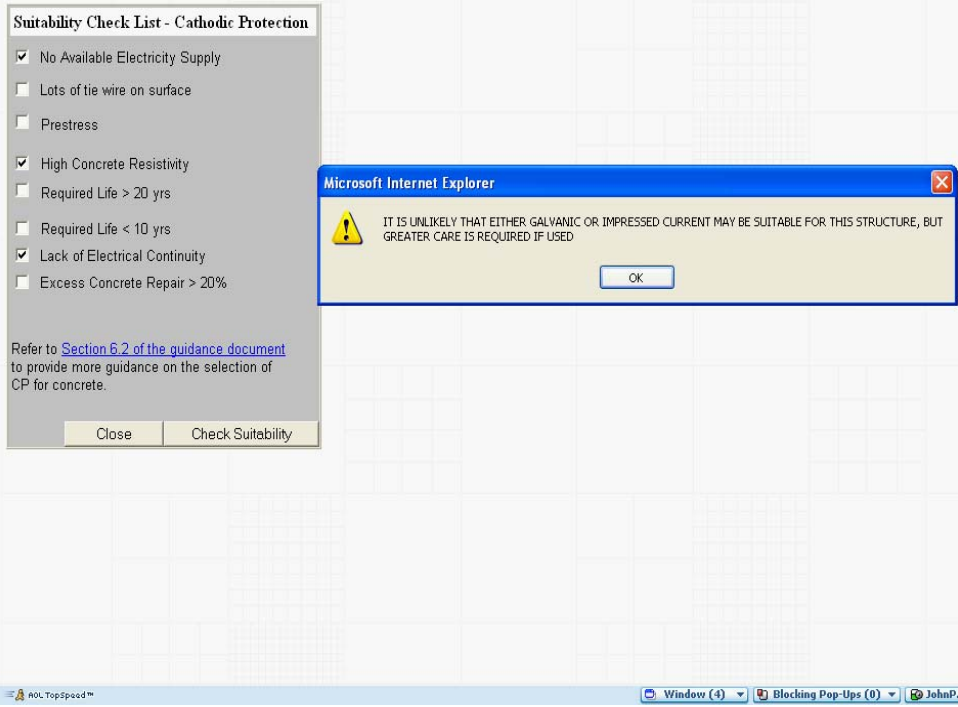 Suitability Check List - Cathodic Protection
No Available Electricity Supply
Lots of tie wire on surface
Prestress
High Concrete Resistivity
Required Life > 20 yrs
Required Life < 10 yrs
Lack of Electrical Continuity
Excess Concrete Repair > 20%
Refer to Section 6.2 of the guidance document
to provide more guidance on the selection of
CP for concrete.
Close
Check Suitability
Microsoft Internet Explorer
IT IS UNLIKELY THAT EITHER GALVANIC OR IMPRESSED CURRENT MAY BE SUITABLE FOR THIS STRUCTURE, BUT
GREATER CARE IS REQUIRED IF USED
OK
AOL TopSpeed™
Window (4)
Blocking Pop-Ups (0)
JohnP.